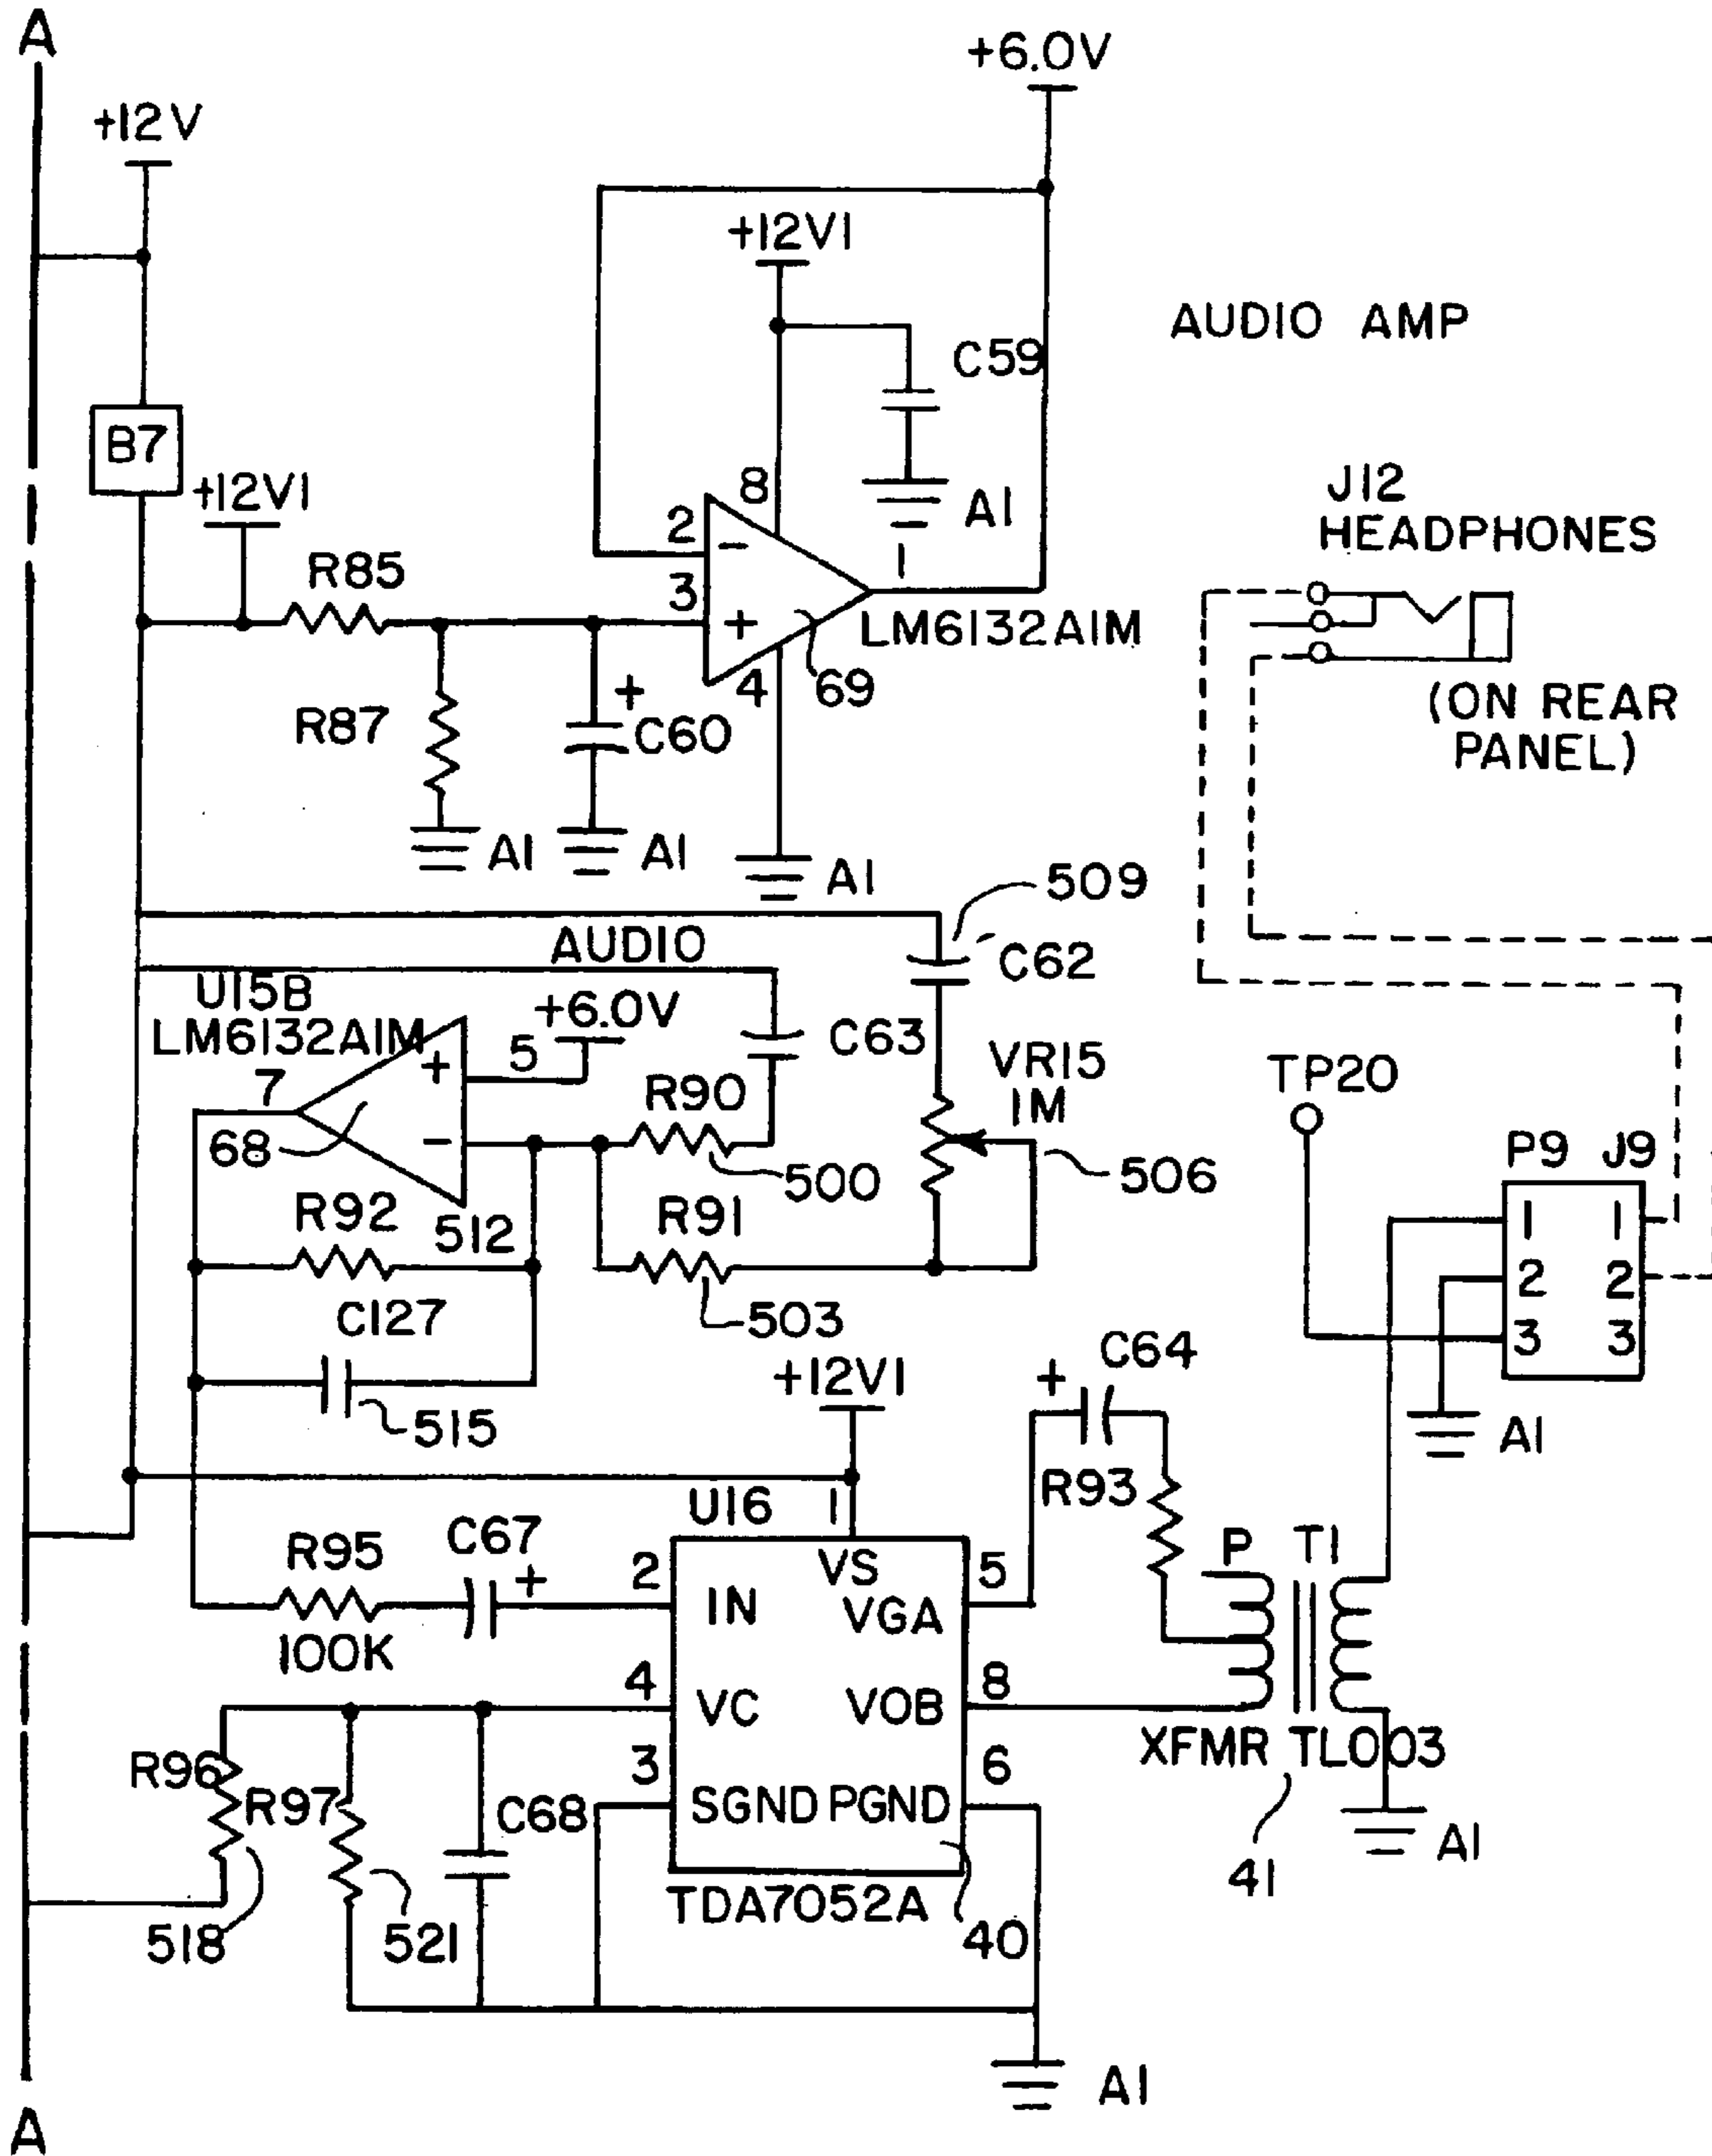 A
+6.0V
+12V
+12V1
AUDIO AMP
C59
B7
+12V1
8
A1
J12
HEADPHONES
2
-
1
R85
3
+
LM6132A1M
4
69
R87
+
C60
(ON REAR
PANEL)
A1
A1
A1
509
AUDIO
C62
U15B
LM6132A1M
+6.0V
C63
5
+
VR15
1M
TP20
7
R90
68
-
500
506
P9
J9
R92
512
R91
1
1
2
2
C127
503
3
3
C64
+12V1
+
515
A1
R93
U16
1
C67
R95
+
2
VS
5
P
T1
IN
VGA
100K
4
8
VC
VOB
R96
3
6
XFMR TL003
R97
C68
SGND
PGND
A1
TDA7052A
41
518
521
40
A1
A